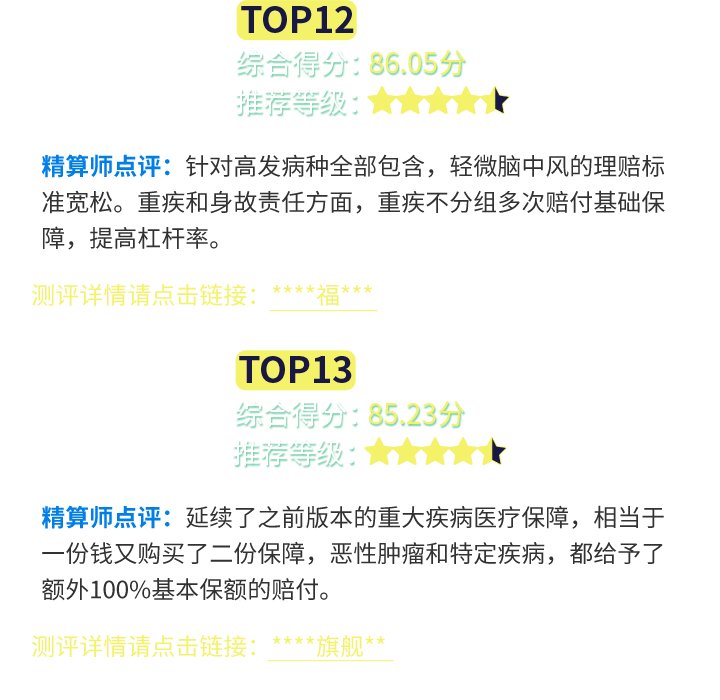 TOP12
综合得分：86.05分
推荐等级：
精算师点评：针对高发病种全部包含，轻微脑中风的理赔标
准宽松。重疾和身故责任方面，重疾不分组多次赔付基础保
障，提高杠杆率。
测评详情请点击链接：****福***
TOP13
综合得分：85.23分
推荐等级：
精算师点评：延续了之前版本的重大疾病医疗保障，相当于
一份钱又购买了二份保障，恶性肿瘤和特定疾病，都给予了
额外100%基本保额的赔付。
测评详情请点击链接：****旗舰**